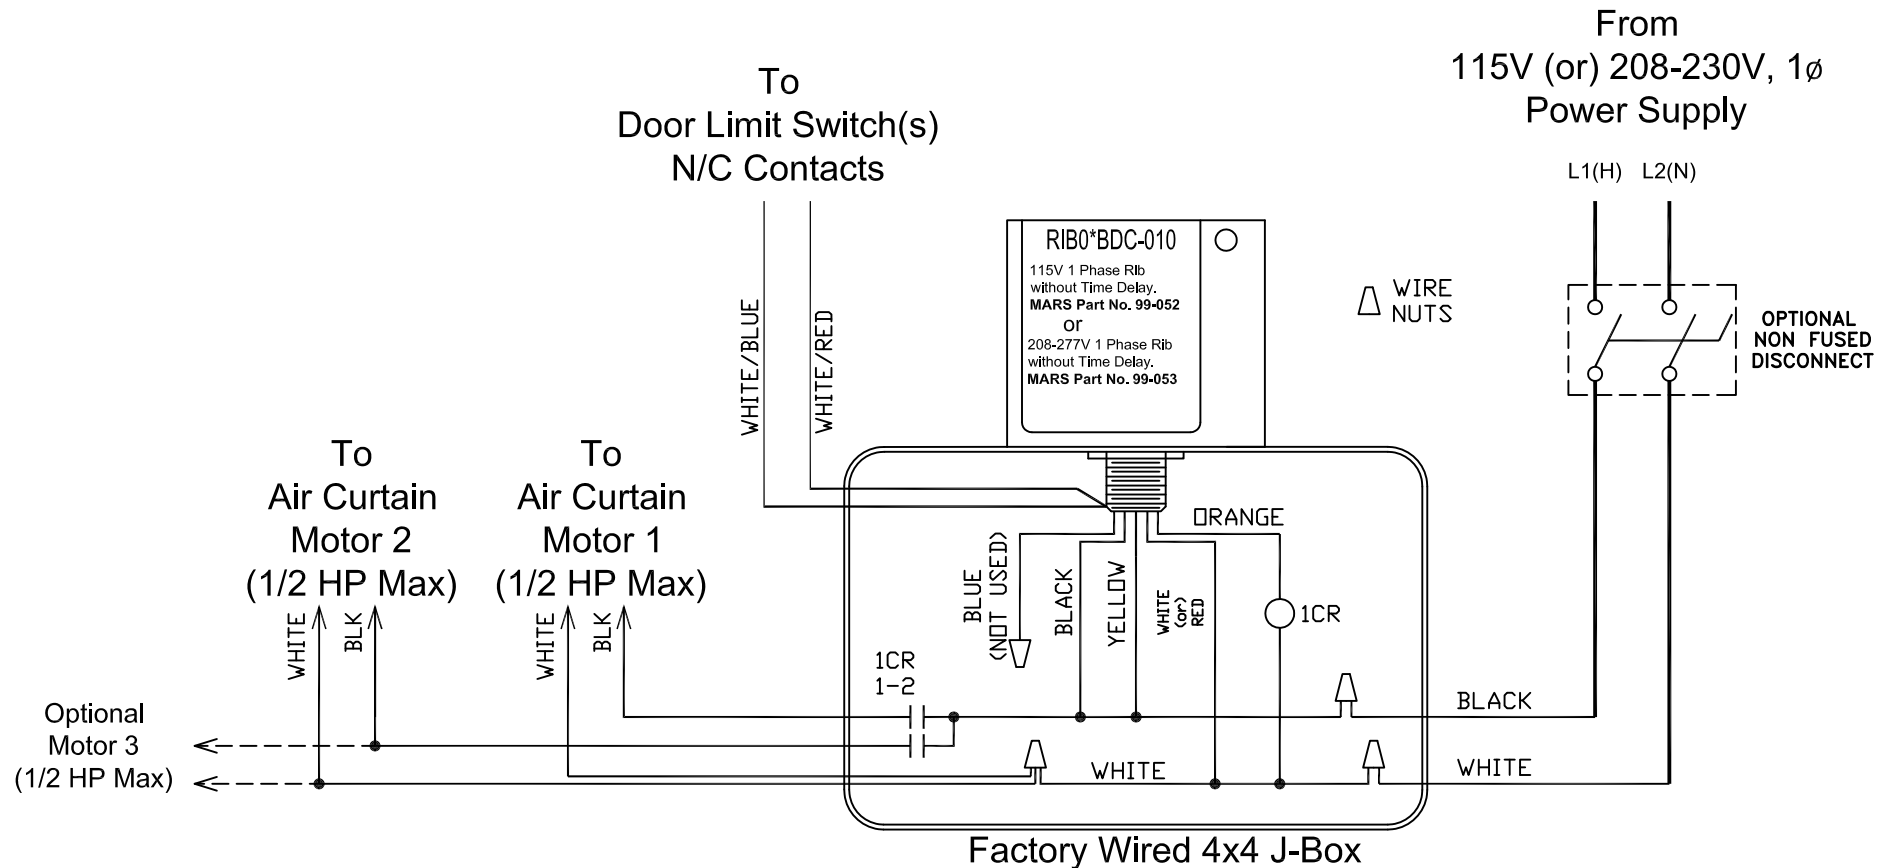 From
115V (or) 208-230V, 1ø
Power Supply
To
Door Limit Switch(s)
N/C Contacts
L1(H) L2(N)
RIB0*BDC-010
115V 1 Phase RIb
without Time Delay.
MARS Part No. 99-052
or
208-277V 1 Phase Rib
without Time Delay.
MARS Part No. 99-053
WIRE
NUTS
OPTIONAL
NON FUSED
DISCONNECT
WHITE/BLUE
WHITE/RED
To
Air Curtain
Motor 2
(1/2 HP Max)
To
Air Curtain
Motor 1
(1/2 HP Max)
ORANGE
BLUE
(NOT USED)
BLACK
YELLOW
WHITE
(or)
RED
1CR
WHITE
BLK
WHITE
BLK
1CR
1-2
BLACK
Optional
Motor 3
(1/2 HP Max)
WHITE
WHITE
Factory Wired 4x4 J-Box